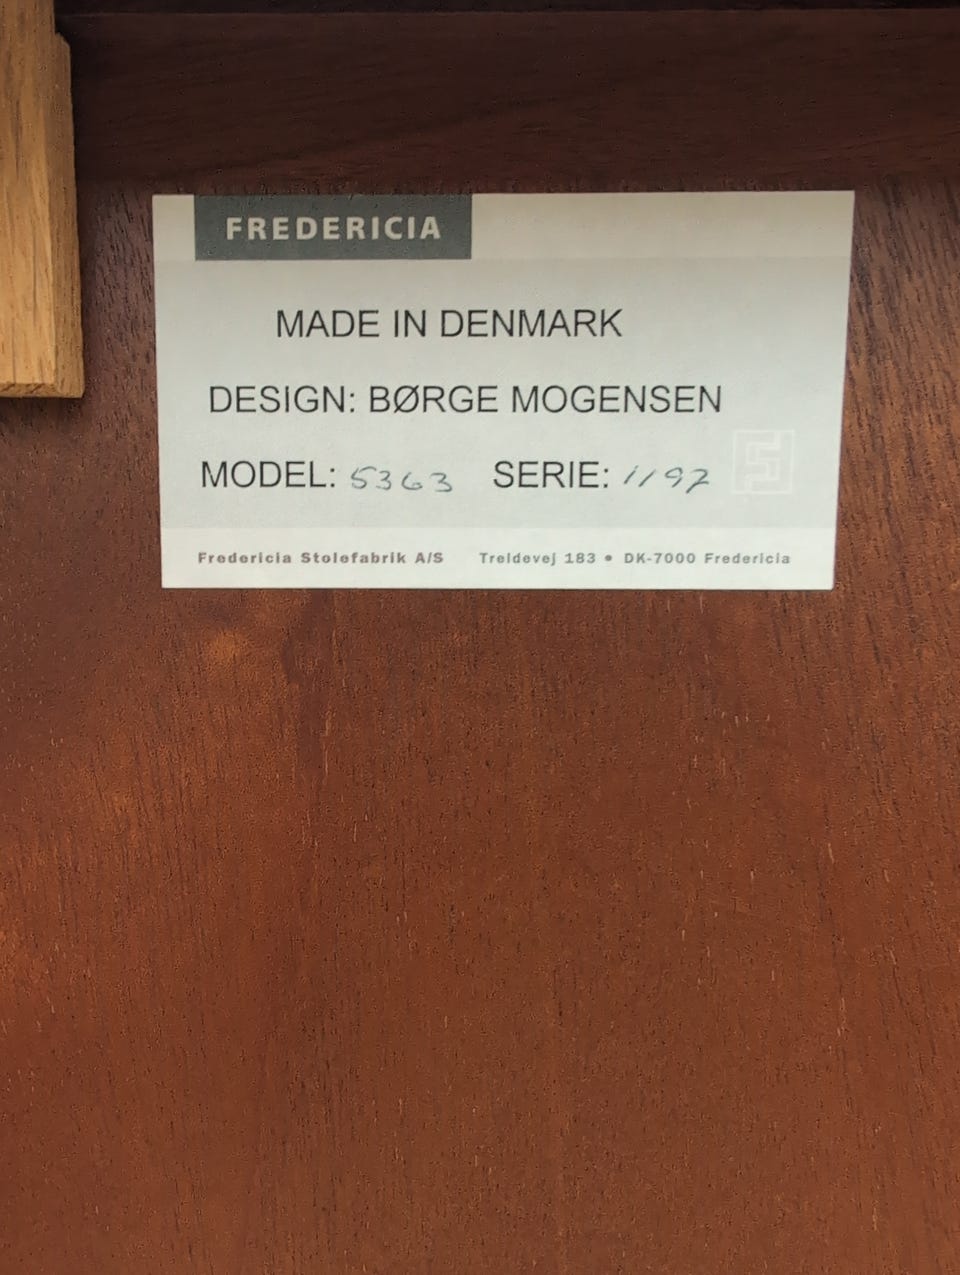 FREDERICIA
MADE IN DENMARK
DESIGN: BØRGE MOGENSEN
MODEL: 5363 SERIE: 1197
Fredericia Stolefabrik A/S Treldevej 183 • DK-7000 Fredericia